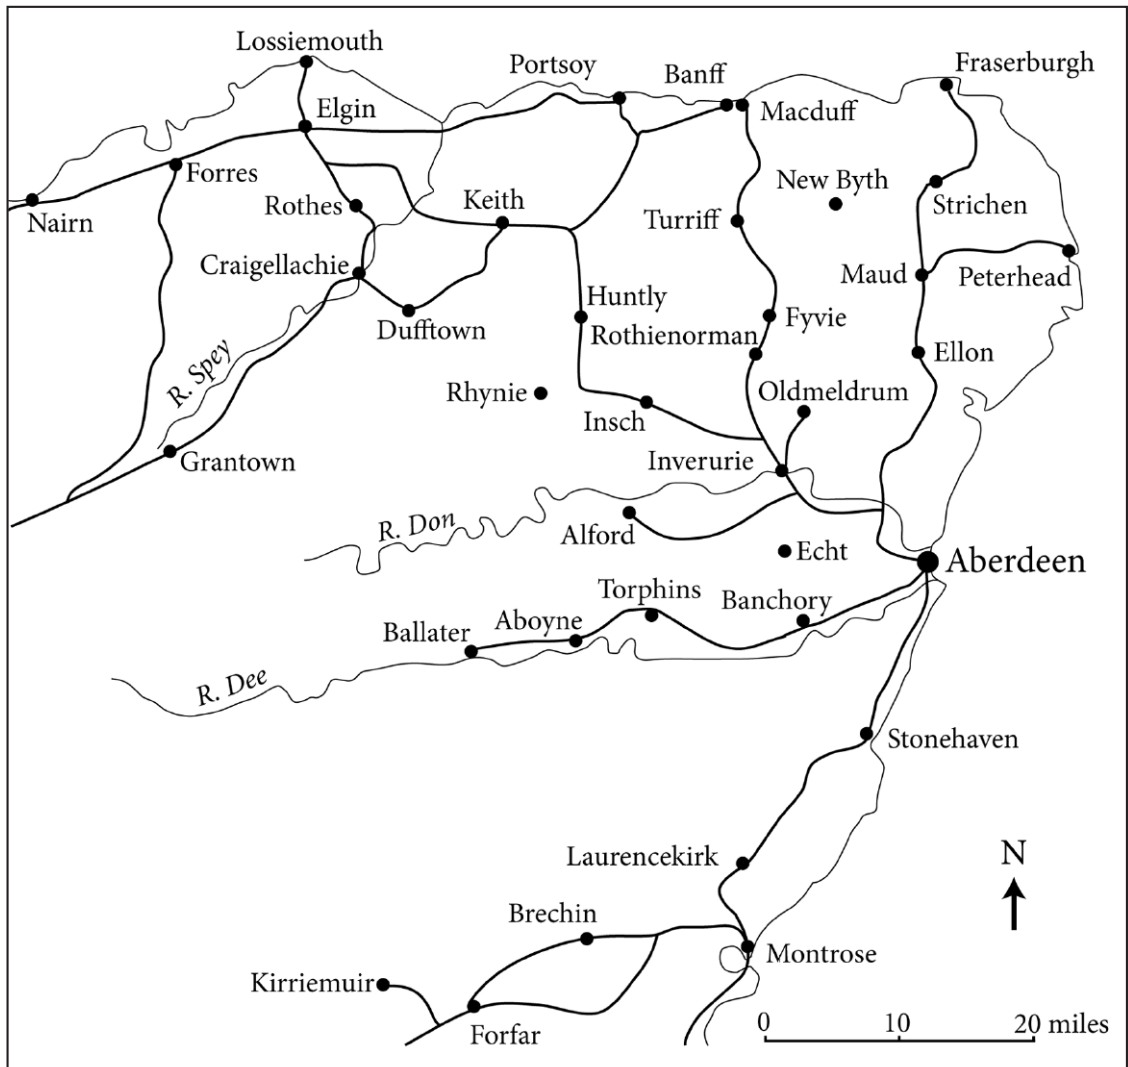 Lossiemouth
Portsoy
Banff
Fraserburgh
Elgin
Macduff
Forres
Nairn
Rothes
Keith
New Byth
Turriff
Strichen
Craigellachie
Maud
Peterhead
Dufftown
Huntly
Rothienorman
Fyvie
Ellon
R. Spey
Rhynie
Oldmeldrum
Insch
Grantown
Inverurie
R. Don
Alford
Echt
Aberdeen
Torphins
Banchory
Aboyne
Ballater
R. Dee
Stonehaven
Laurencekirk
N
Brechin
Montrose
Kirriemuir
Forfar
0 10 20 miles